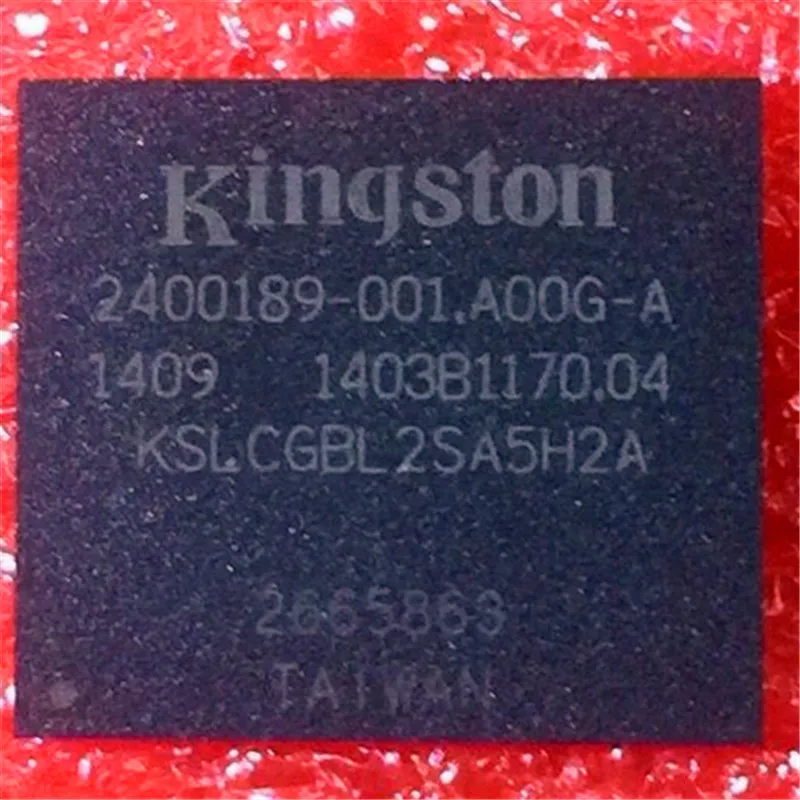 Kingston
2400189-001.A00G-A
1409 1403B1170.04
KSLCGBL2SA5H2A
2665863
TAIWAN